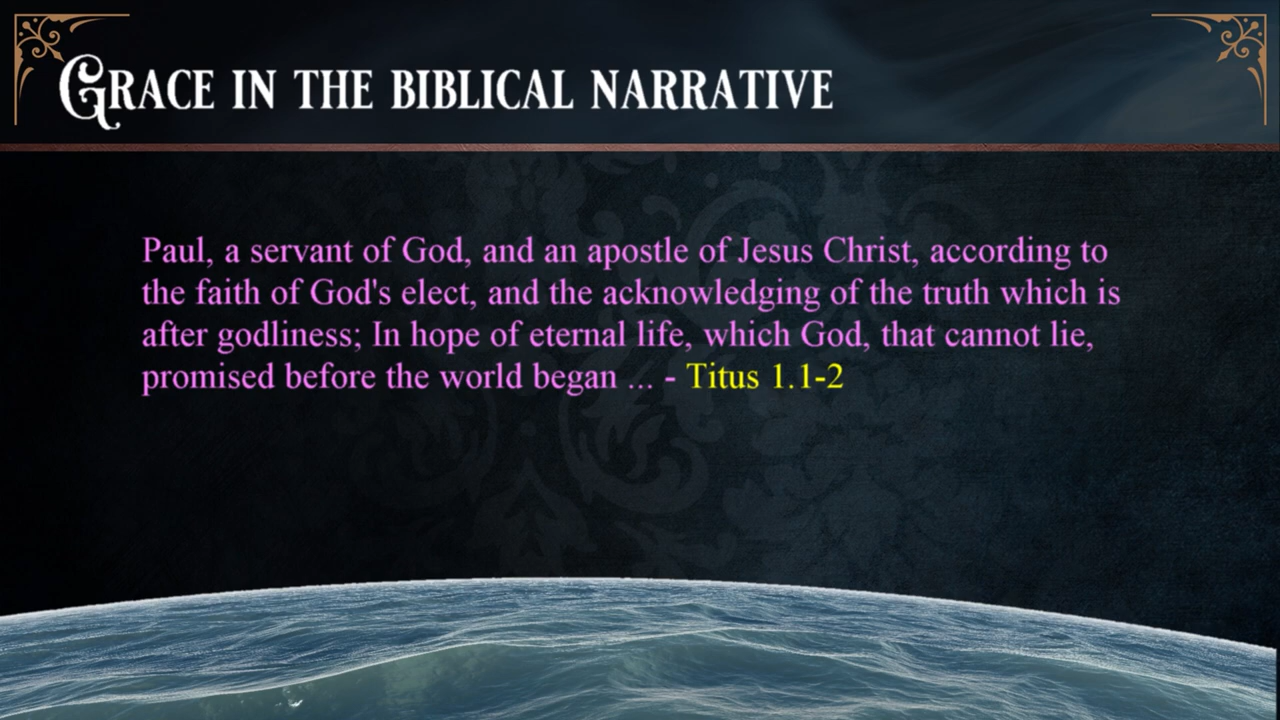 Grace in the biblical narrative
Paul, a servant of God, and an apostle of Jesus Christ, according to
the faith of God's elect, and the acknowledging of the truth which is
after godliness; In hope of eternal life, which God, that cannot lie,
promised before the world began ... - Titus 1.1-2